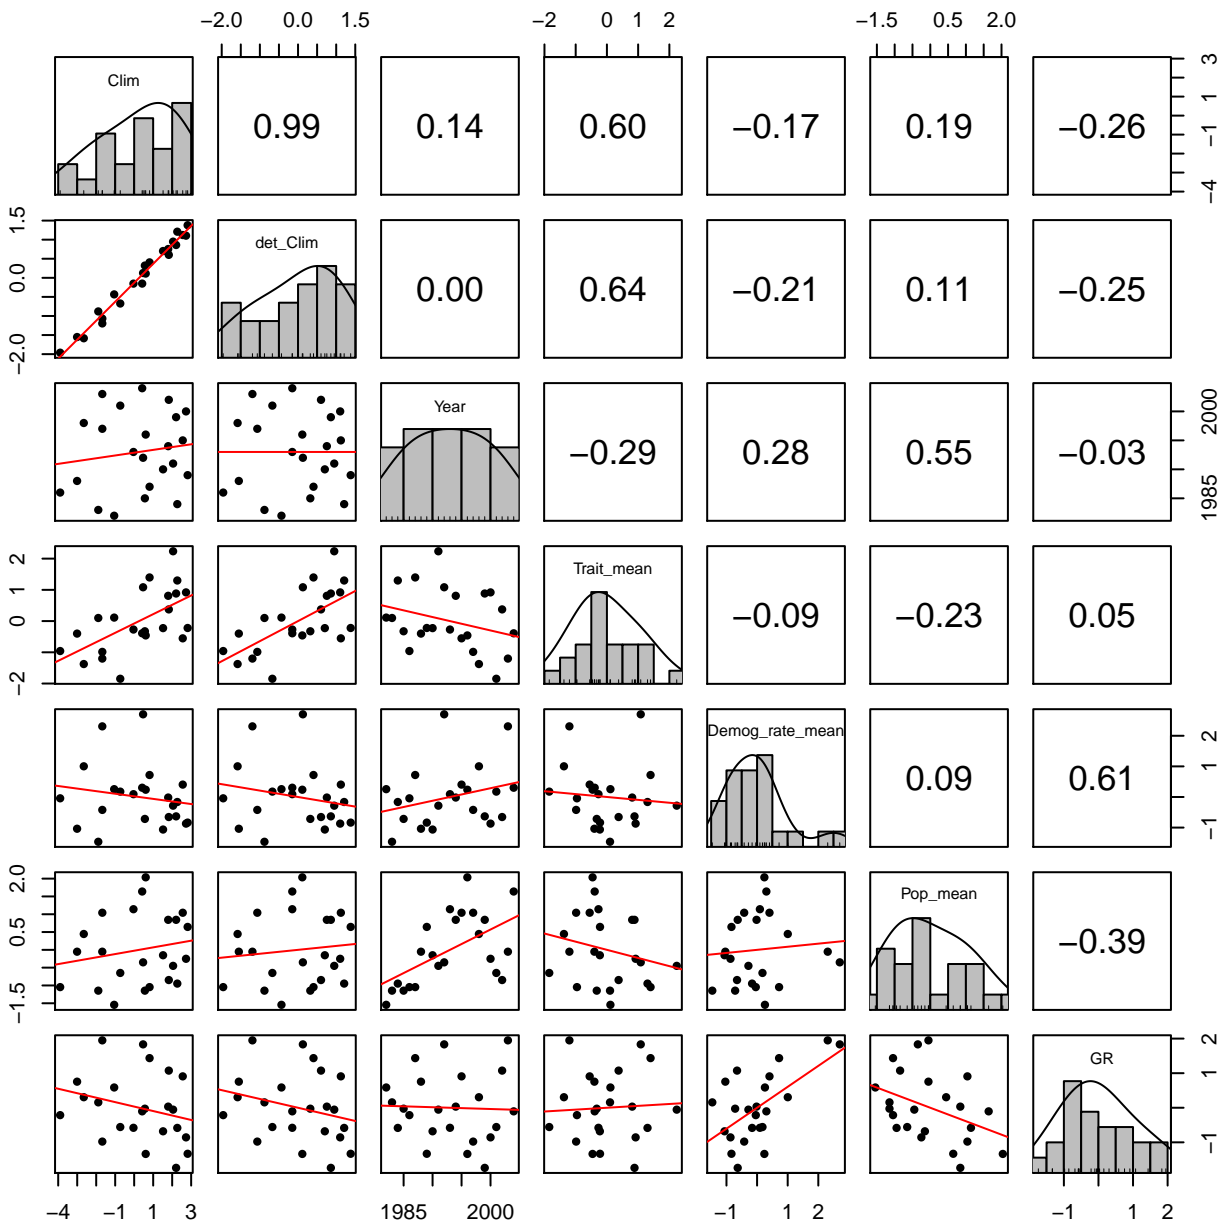 −2.0 0.0 1.5 −2 0 1 2 −1.5 0.5 2.0
Clim 0.99 0.14 0.60 −0.17 0.19 −0.26 −4 −1 1 3
−2.0 0.0 1.5 det_Clim 0.00 0.64 −0.21 0.11 −0.25
Year −0.29 0.28 0.55 −0.03 1985 2000
−2 0 1 2 Trait_mean −0.09 −0.23 0.05
Demog_rate_mean 0.09 0.61 −1 1 2
−1.5 0.5 2.0 Pop_mean −0.39
GR −1 1 2
−4 −1 1 3 1985 2000 −1 1 2 −1 1 2